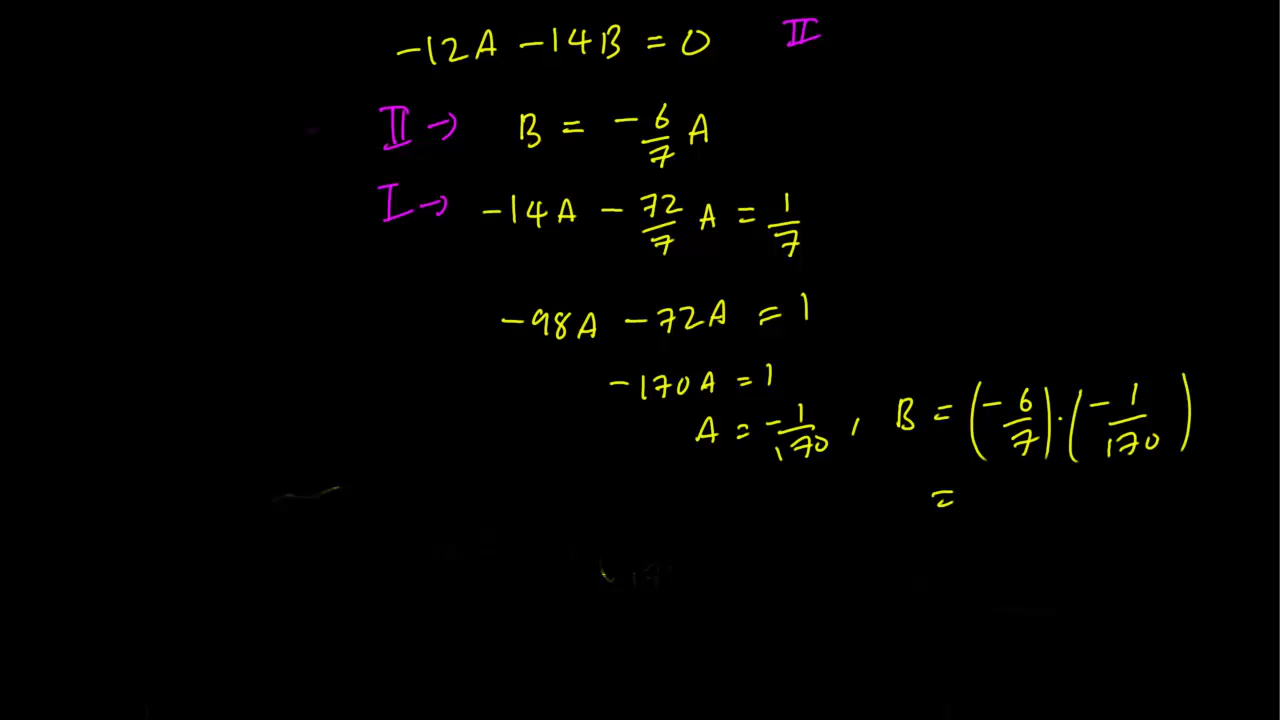 -12A -14B = 0 II
II → B = -6/7 A
I → -14A - 72/7 A = 1/7
-98A - 72A = 1
-170A = 1
A = -1/170 , B = (-6/7) · (-1/170)
=